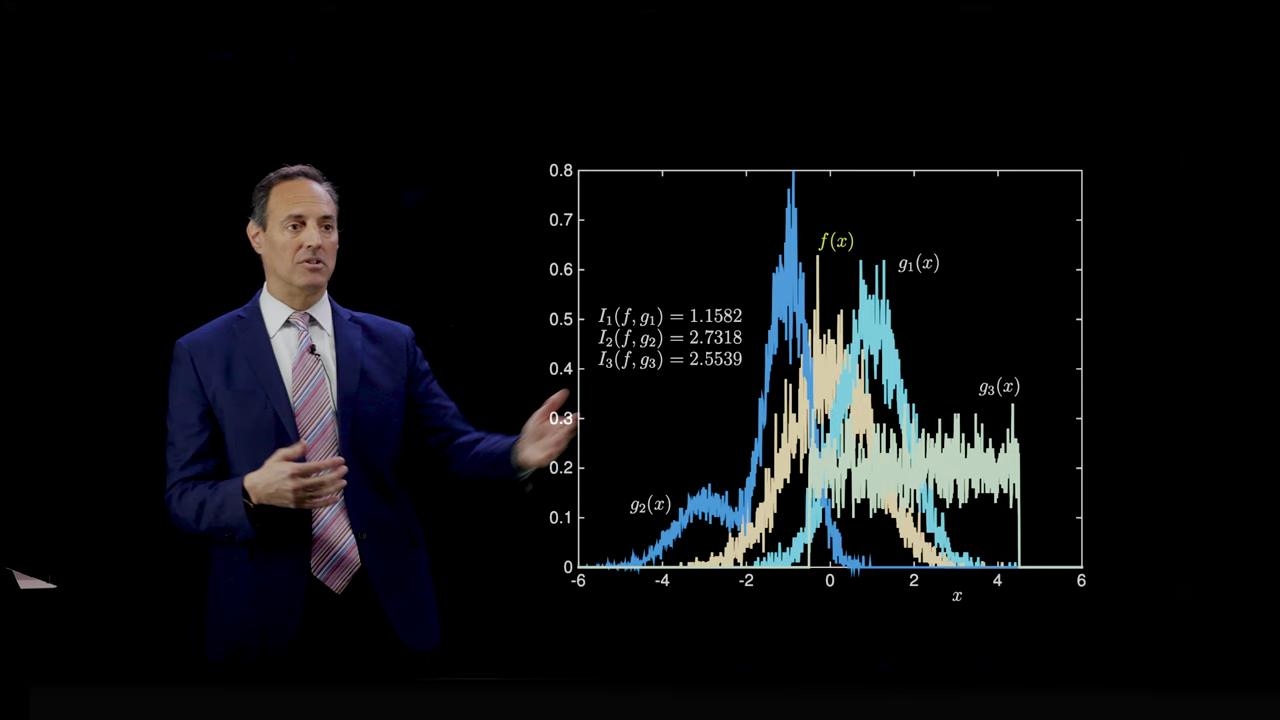 0.8
0.7
0.6
0.5
0.4
0.3
0.2
0.1
0
-6
-4
-2
0
2
4
6
x
f(x)
g₁(x)
g₂(x)
g₃(x)
I₁(f, g₁) = 1.1582
I₂(f, g₂) = 2.7318
I₃(f, g₃) = 2.5539